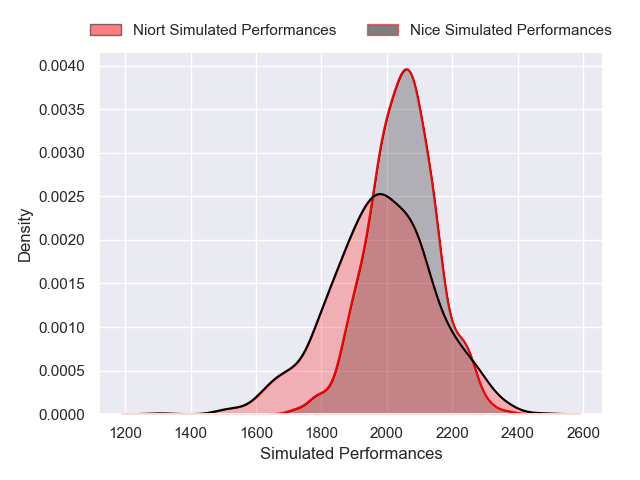 Niort Simulated Performances
Nice Simulated Performances
0.0040
0.0035
0.0030
0.0025
0.0020
0.0015
0.0010
0.0005
0.0000
Density
1200 1400 1600 1800 2000 2200 2400 2600
Simulated Performances